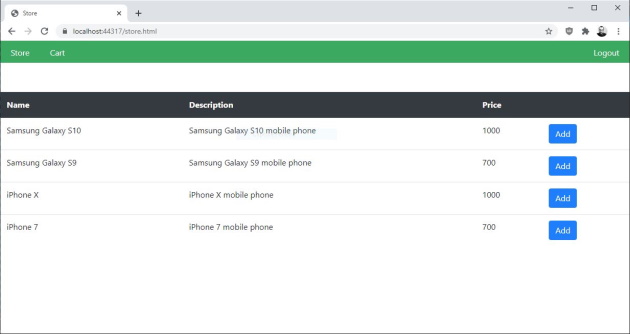 Store
localhost:44317/store.html
Store Cart Logout
Name Description Price
Samsung Galaxy S10 Samsung Galaxy S10 mobile phone 1000 Add
Samsung Galaxy S9 Samsung Galaxy S9 mobile phone 700 Add
iPhone X iPhone X mobile phone 1000 Add
iPhone 7 iPhone 7 mobile phone 700 Add